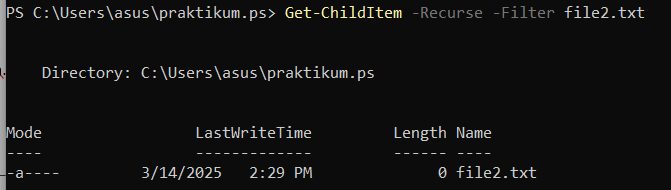 PS C:\Users\asus\praktikum.ps> Get-ChildItem -Recurse -Filter file2.txt
Directory: C:\Users\asus\praktikum.ps
Mode LastWriteTime Length Name
---- ------------- ------ ----
-a---- 3/14/2025 2:29 PM 0 file2.txt